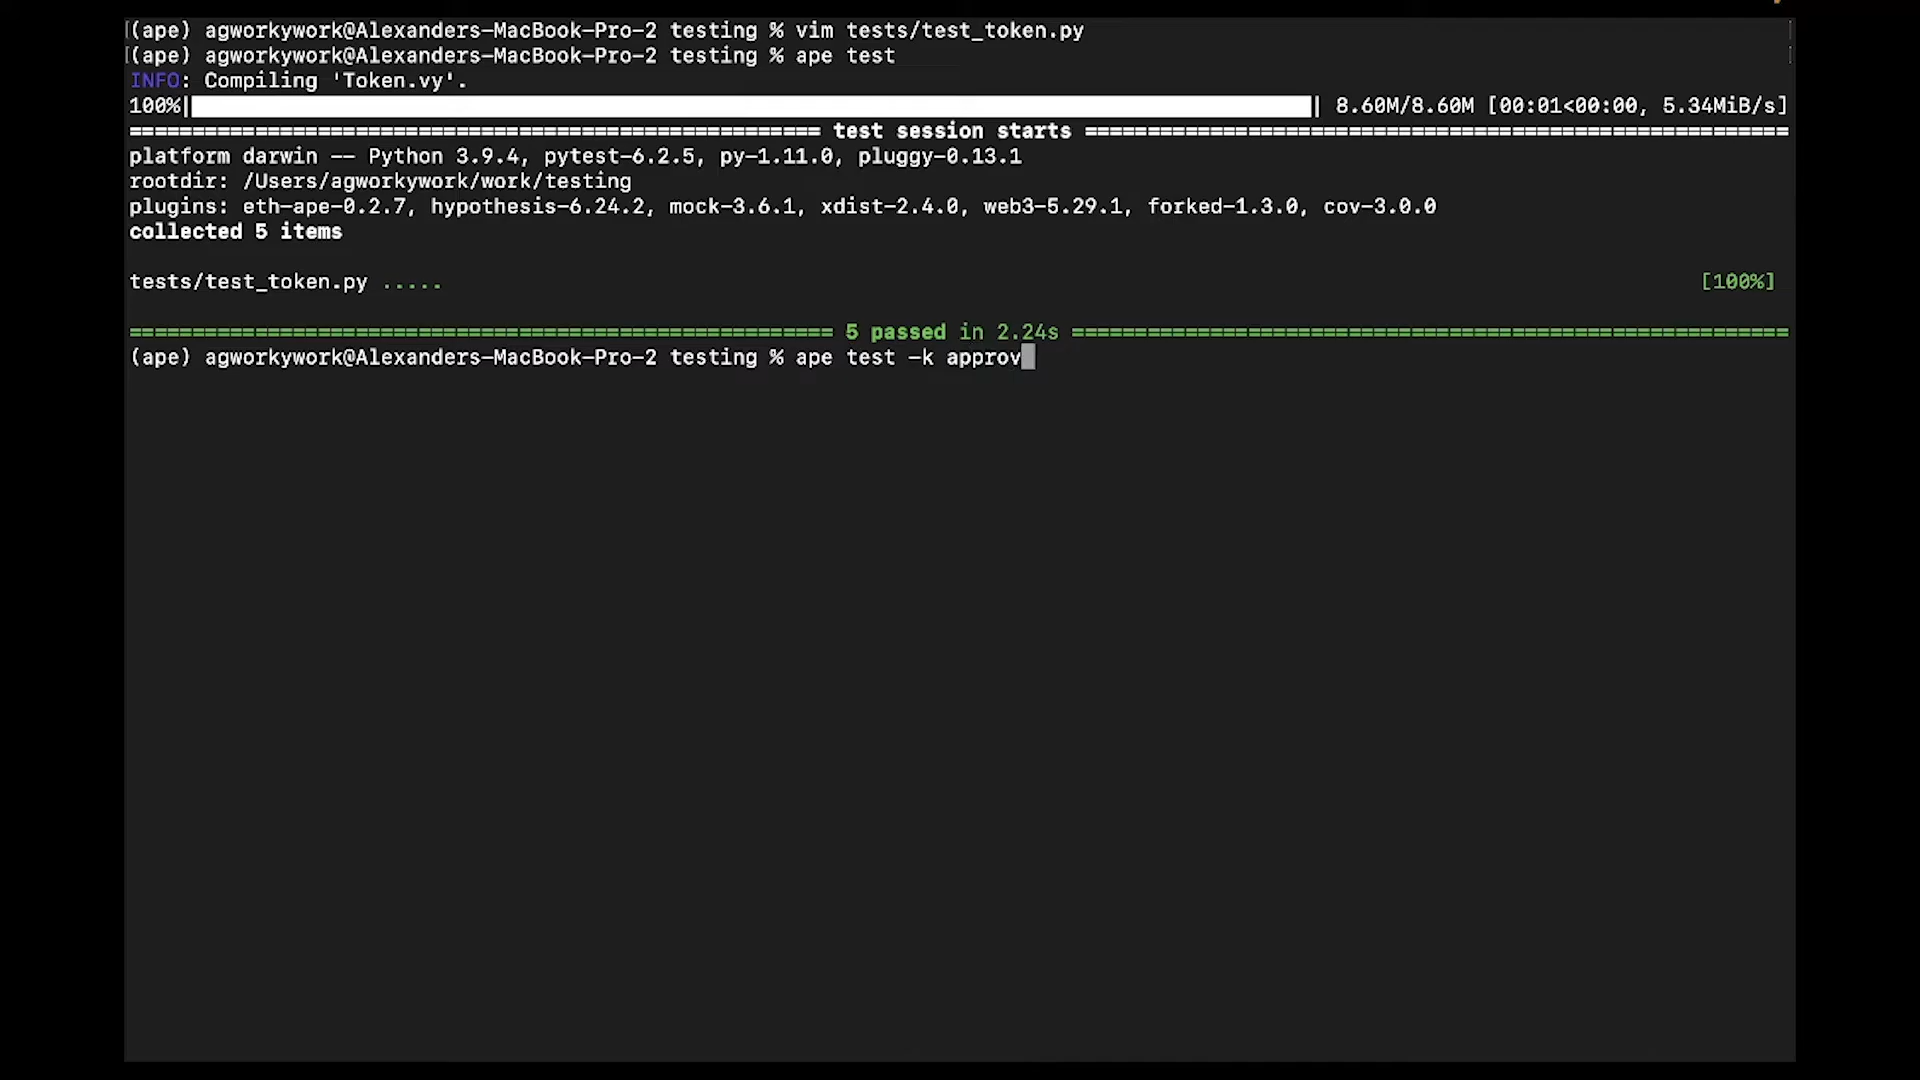 [(ape) agworkywork@Alexanders-MacBook-Pro-2 testing % vim tests/test_token.py ]
[(ape) agworkywork@Alexanders-MacBook-Pro-2 testing % ape test ]
INFO: Compiling 'Token.vy'.
100%|██████████████████████████████| 8.60M/8.60M [00:01<00:00, 5.34MiB/s]
======================================================= test session starts ========================================================
platform darwin -- Python 3.9.4, pytest-6.2.5, py-1.11.0, pluggy-0.13.1
rootdir: /Users/agworkywork/work/testing
plugins: eth-ape-0.2.7, hypothesis-6.24.2, mock-3.6.1, xdist-2.4.0, web3-5.29.1, forked-1.3.0, cov-3.0.0
collected 5 items
tests/test_token.py ..... [100%]
======================================================== 5 passed in 2.24s =========================================================
(ape) agworkywork@Alexanders-MacBook-Pro-2 testing % ape test -k approv